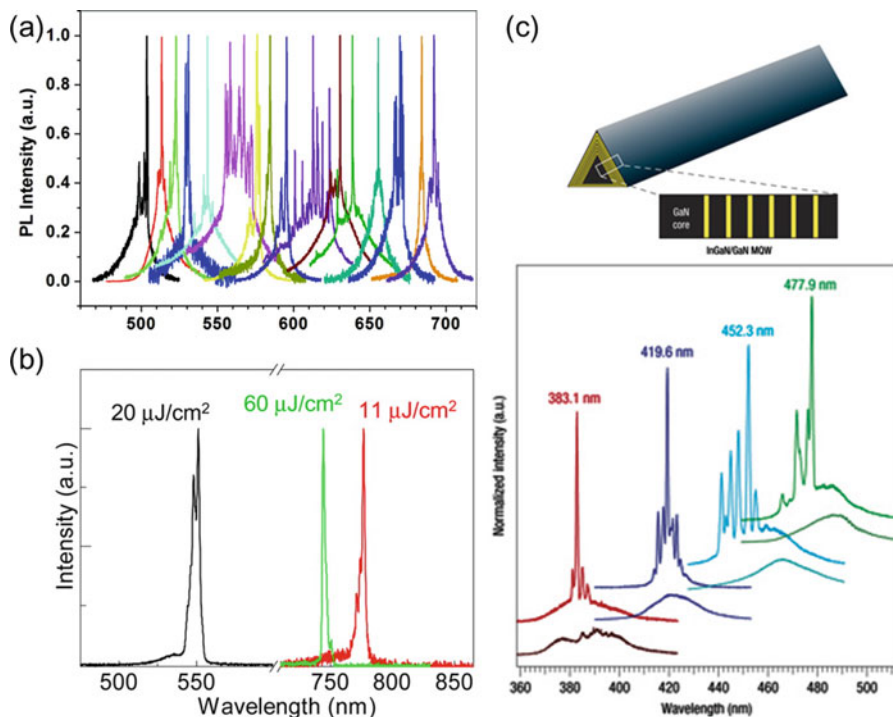 (a)
PL Intensity (a.u.)
1.0
0.8
0.6
0.4
0.2
0.0
500 550 600 650 700
(b)
20 μJ/cm²
60 μJ/cm²
11 μJ/cm²
Intensity (a.u.)
500 550 750 800 850
Wavelength (nm)
(c)
GaN
core
InGaN/GaN MQW
477.9 nm
452.3 nm
419.6 nm
383.1 nm
Normalized intensity (a.u.)
360 380 400 420 440 460 480 500
Wavelength (nm)